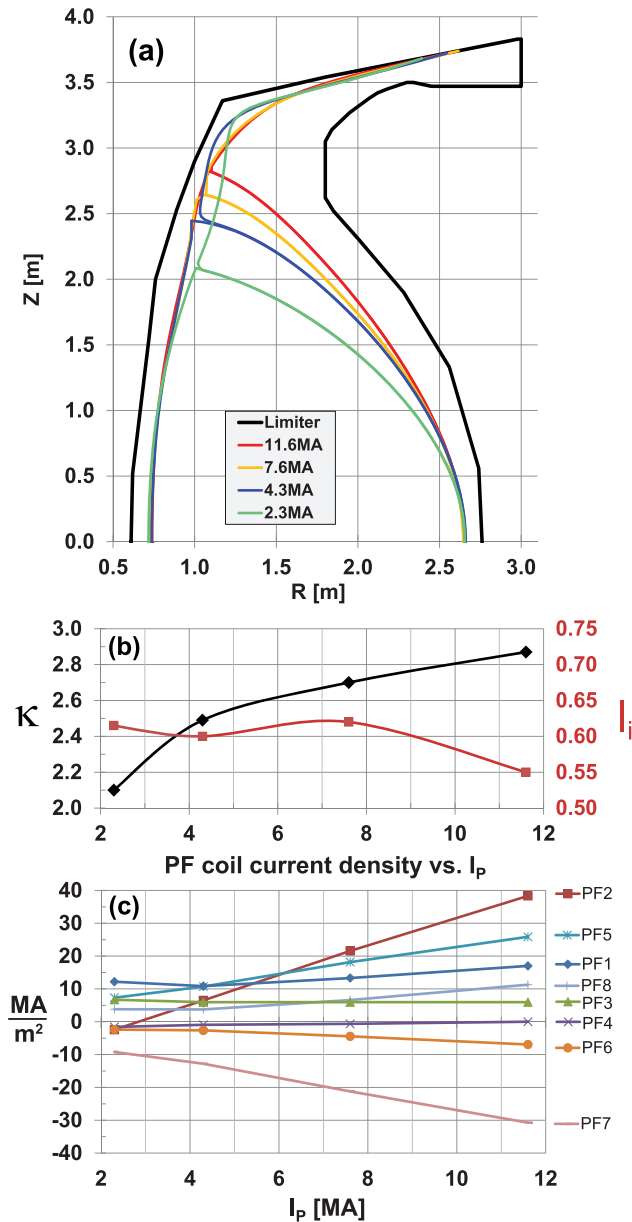 (a)
4.0
3.5
3.0
2.5
2.0
1.5
1.0
0.5
0.0
Z [m]
Limiter
11.6MA
7.6MA
4.3MA
2.3MA
0.5 1.0 1.5 2.0 2.5 3.0
R [m]
(b)
3.0
2.8
2.6
2.4
2.2
2.0
κ
0.75
0.70
0.65
0.60
0.55
0.50
l i
2 4 6 8 10 12
PF coil current density vs. I P
(c)
40
30
20
10
0
-10
-20
-30
-40
MA
m²
PF2
PF5
PF1
PF8
PF3
PF4
PF6
PF7
2 4 6 8 10 12
I P [MA]